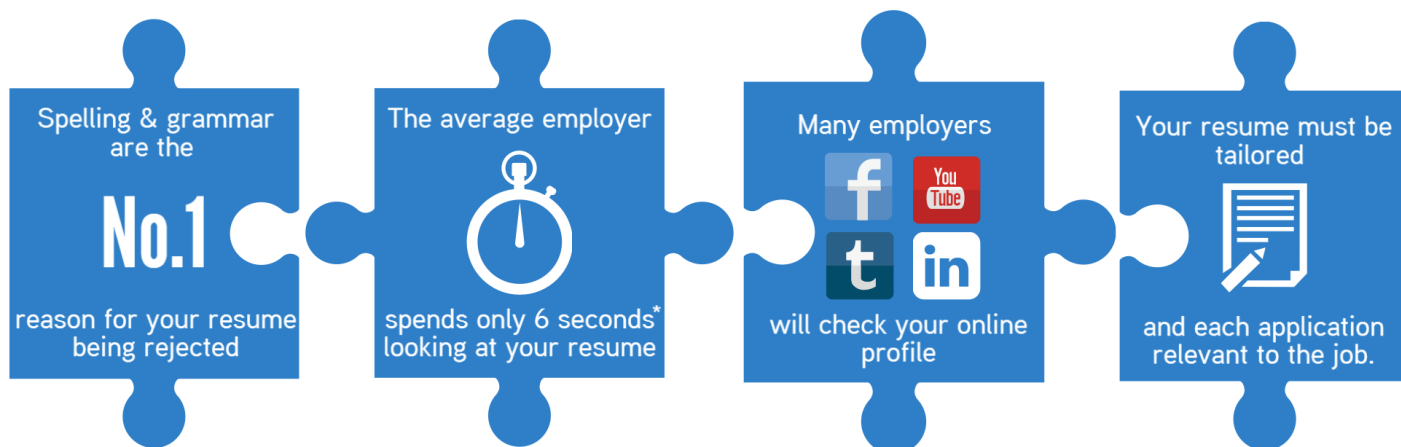 Spelling & grammar
are the
No.1
reason for your resume
being rejected
The average employer
spends only 6 seconds*
looking at your resume
Many employers
f
You
Tube
t
in
will check your online
profile
Your resume must be
tailored
and each application
relevant to the job.